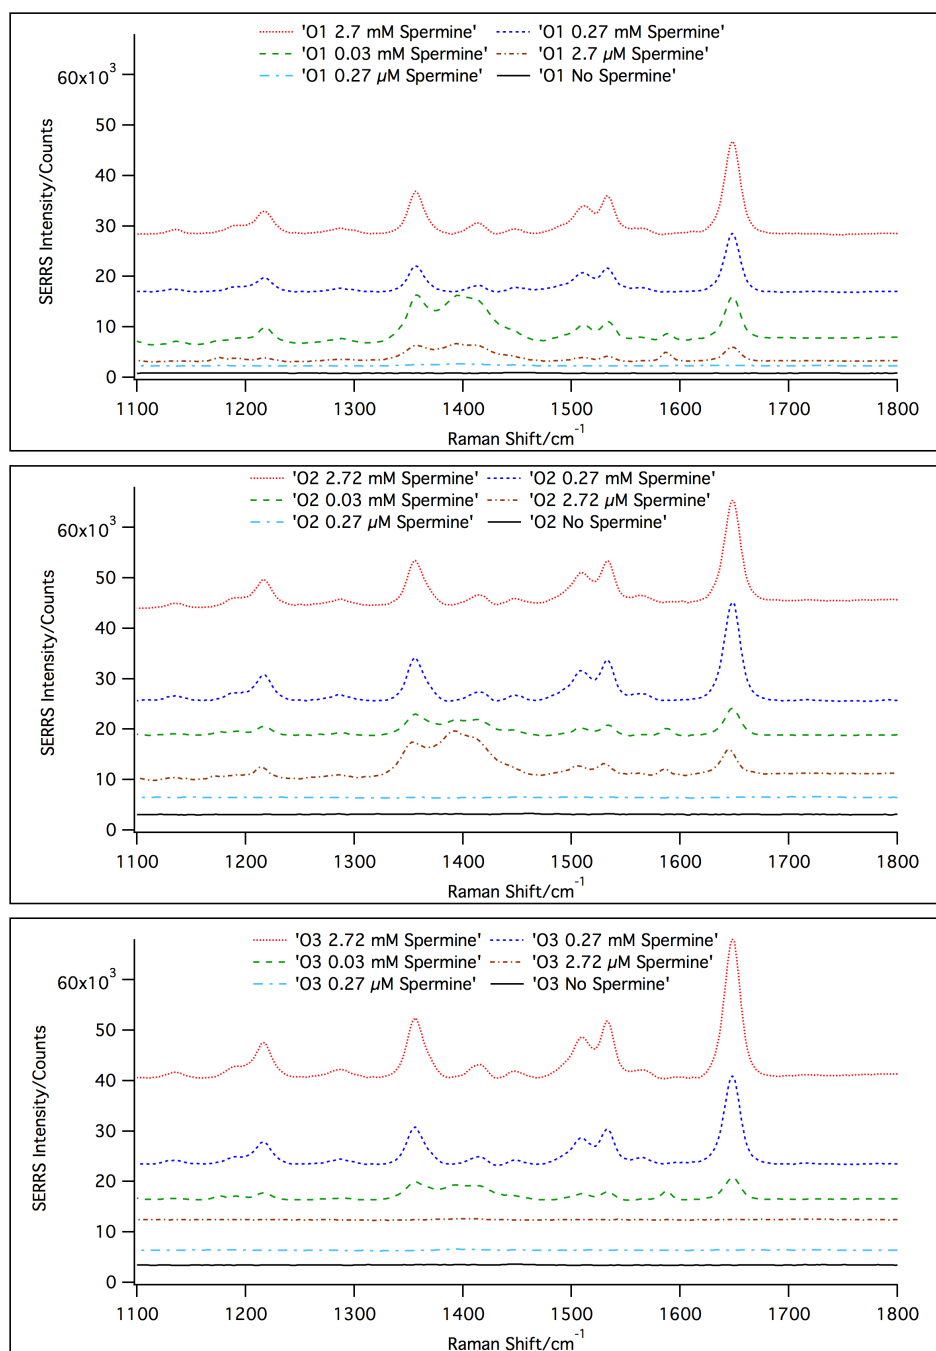 'O1 2.7 mM Spermine' 'O1 0.27 mM Spermine'
'O1 0.03 mM Spermine' 'O1 2.7 µM Spermine'
'O1 0.27 µM Spermine' 'O1 No Spermine'
60x10³
50
40
30
20
10
0
SERRS Intensity/Counts
1100 1200 1300 1400 1500 1600 1700 1800
Raman Shift/cm⁻¹
'O2 2.72 mM Spermine' 'O2 0.27 mM Spermine'
'O2 0.03 mM Spermine' 'O2 2.72 µM Spermine'
'O2 0.27 µM Spermine' 'O2 No Spermine'
60x10³
50
40
30
20
10
0
SERRS Intensity/Counts
1100 1200 1300 1400 1500 1600 1700 1800
Raman Shift/cm⁻¹
'O3 2.72 mM Spermine' 'O3 0.27 mM Spermine'
'O3 0.03 mM Spermine' 'O3 2.72 µM Spermine'
'O3 0.27 µM Spermine' 'O3 No Spermine'
60x10³
50
40
30
20
10
0
SERRS Intensity/Counts
1100 1200 1300 1400 1500 1600 1700 1800
Raman Shift/cm⁻¹